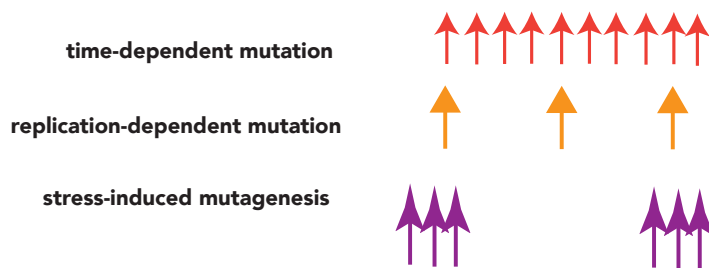 time-dependent mutation
replication-dependent mutation
stress-induced mutagenesis